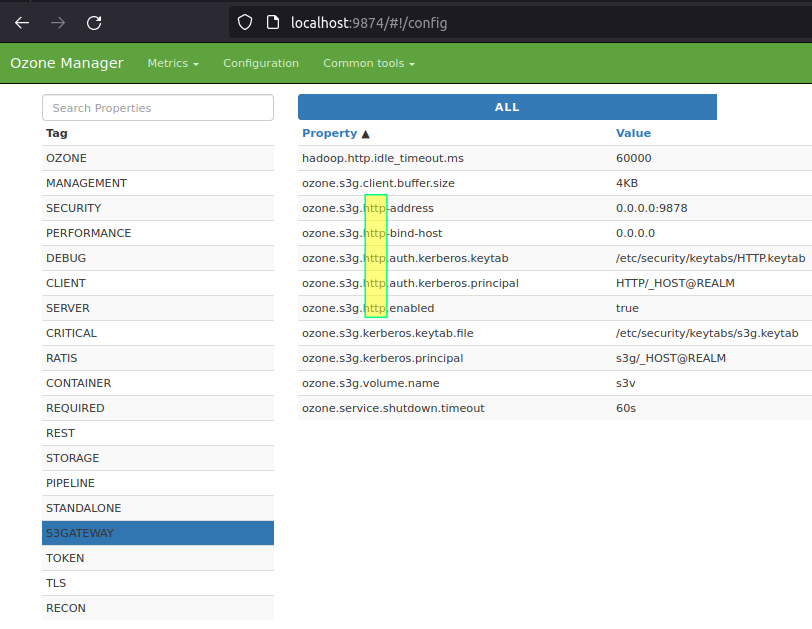 localhost:9874/#!/config
Ozone Manager Metrics Configuration Common tools
Search Properties
Tag
OZONE
MANAGEMENT
SECURITY
PERFORMANCE
DEBUG
CLIENT
SERVER
CRITICAL
RATIS
CONTAINER
REQUIRED
REST
STORAGE
PIPELINE
STANDALONE
S3GATEWAY
TOKEN
TLS
RECON
ALL
Property ▲ Value
hadoop.http.idle_timeout.ms 60000
ozone.s3g.client.buffer.size 4KB
ozone.s3g.http-address 0.0.0.0:9878
ozone.s3g.http-bind-host 0.0.0.0
ozone.s3g.http.auth.kerberos.keytab /etc/security/keytabs/HTTP.keytab
ozone.s3g.http.auth.kerberos.principal HTTP/_HOST@REALM
ozone.s3g.http.enabled true
ozone.s3g.kerberos.keytab.file /etc/security/keytabs/s3g.keytab
ozone.s3g.kerberos.principal s3g/_HOST@REALM
ozone.s3g.volume.name s3v
ozone.service.shutdown.timeout 60s